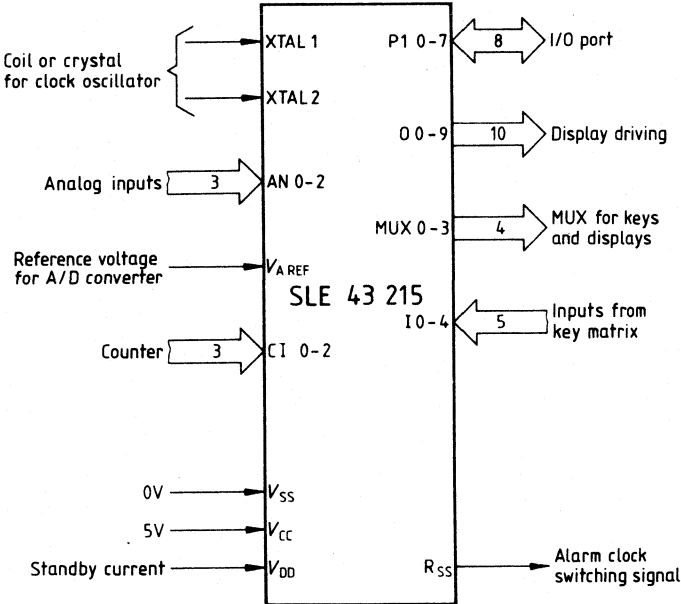 Coil or crystal
for clock oscillator
XTAL 1
XTAL 2
Analog inputs
3
AN 0-2
Reference voltage
for A/D converter
VA REF
Counter
3
CI 0-2
0V
VSS
5V
VCC
Standby current
VDD
SLE 43 215
P1 0-7
8
I/O port
O 0-9
10
Display driving
MUX 0-3
4
MUX for keys
and displays
I 0-4
5
Inputs from
key matrix
RSS
Alarm clock
switching signal